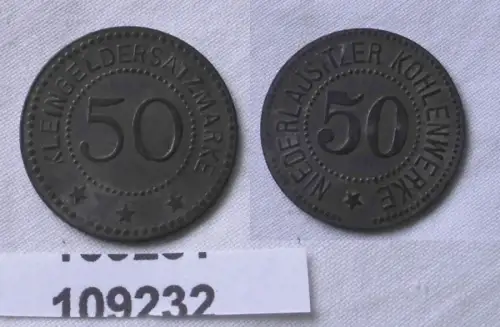 KLEINGELDERSATZMARKE
50
NIEDERLAUSITZER KOHLENWERKE
50
109232